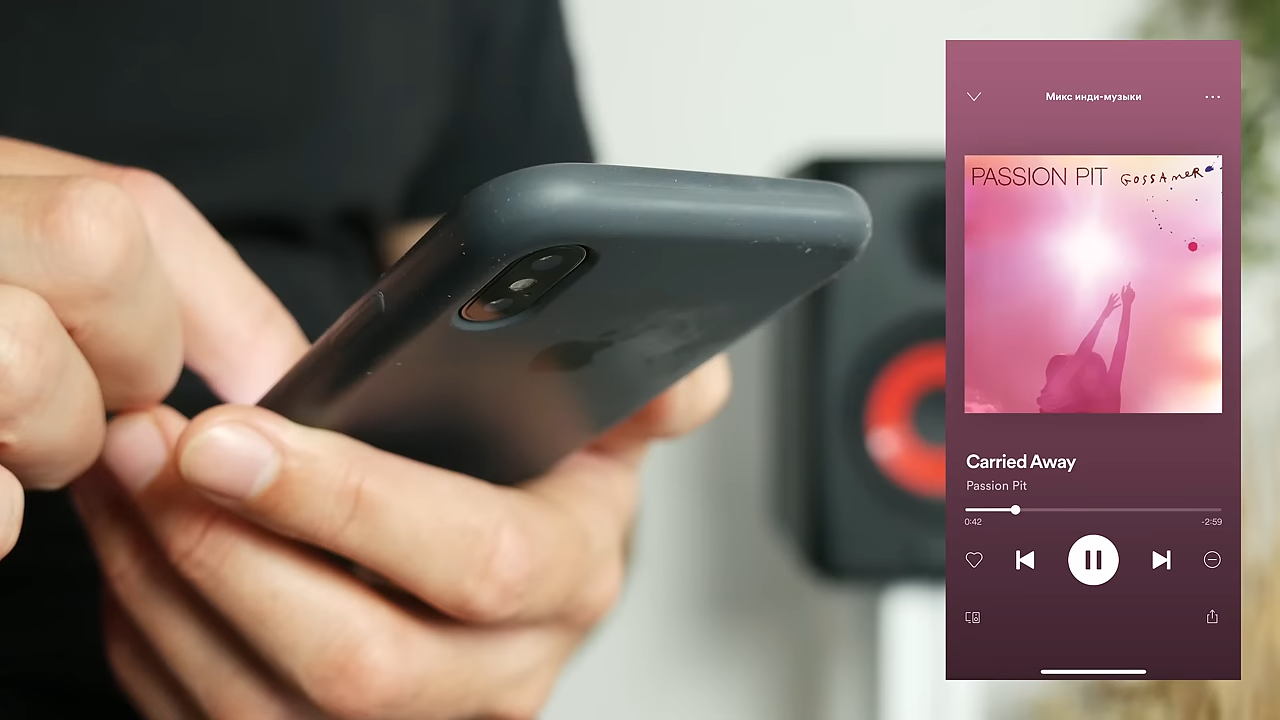 Микс инди-музыки
PASSION PIT GOSSAMER
Carried Away
Passion Pit
0:42 -2:59